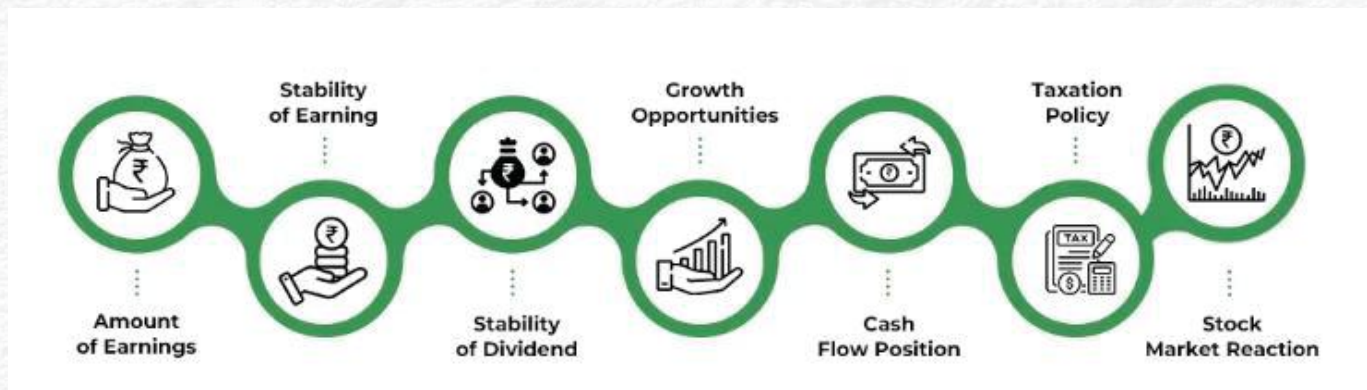 Amount
of Earnings
Stability
of Earning
Stability
of Dividend
Growth
Opportunities
Cash
Flow Position
Taxation
Policy
TAX
Stock
Market Reaction
₹
₹
₹
₹
$
₹